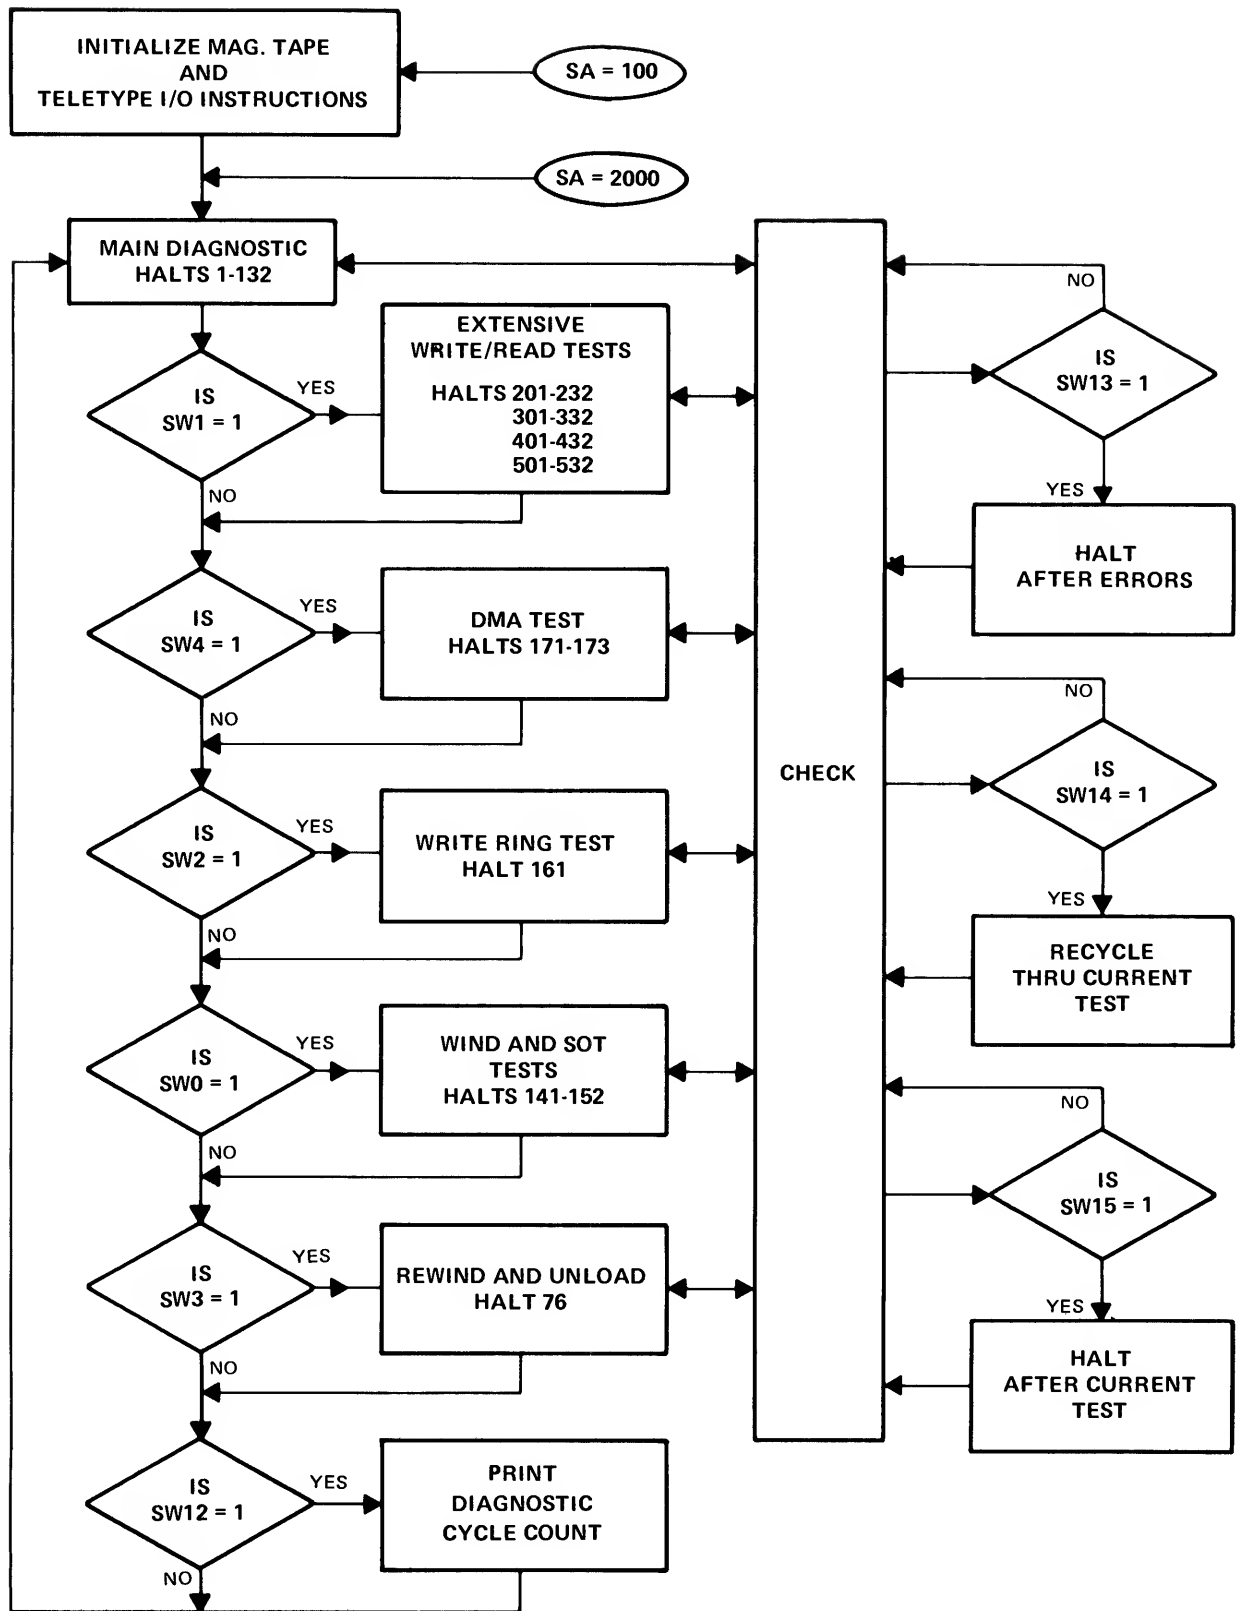 INITIALIZE MAG. TAPE
AND
TELETYPE I/O INSTRUCTIONS
SA = 100
SA = 2000
MAIN DIAGNOSTIC
HALTS 1-132
IS
SW1 = 1
YES
NO
EXTENSIVE
WRITE/READ TESTS
HALTS 201-232
301-332
401-432
501-532
IS
SW4 = 1
YES
NO
DMA TEST
HALTS 171-173
IS
SW2 = 1
YES
NO
WRITE RING TEST
HALT 161
IS
SW0 = 1
YES
NO
WIND AND SOT
TESTS
HALTS 141-152
IS
SW3 = 1
YES
NO
REWIND AND UNLOAD
HALT 76
IS
SW12 = 1
YES
NO
PRINT
DIAGNOSTIC
CYCLE COUNT
CHECK
NO
IS
SW13 = 1
YES
HALT
AFTER ERRORS
NO
IS
SW14 = 1
YES
RECYCLE
THRU CURRENT
TEST
NO
IS
SW15 = 1
YES
HALT
AFTER CURRENT
TEST